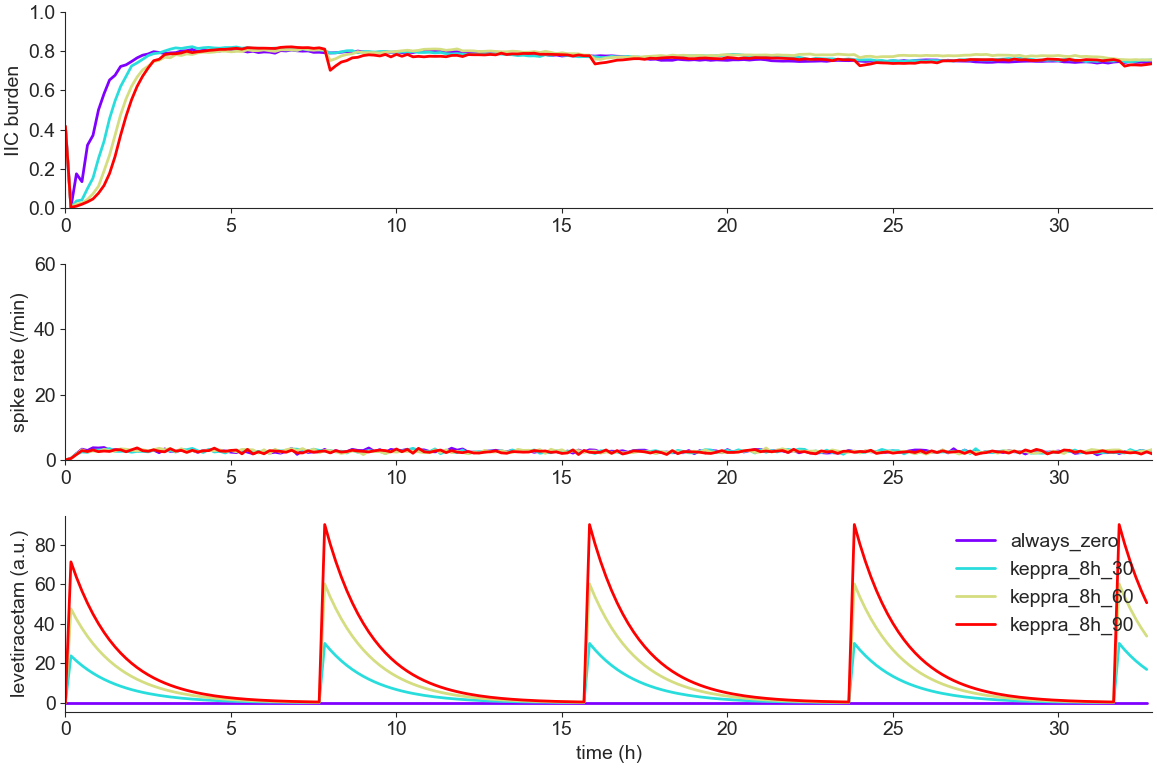 IIC burden
1.0
0.8
0.6
0.4
0.2
0.0
0 5 10 15 20 25 30
spike rate (/min)
60
40
20
0
0 5 10 15 20 25 30
levetiracetam (a.u.)
80
60
40
20
0
always_zero
keppra_8h_30
keppra_8h_60
keppra_8h_90
0 5 10 15 20 25 30
time (h)